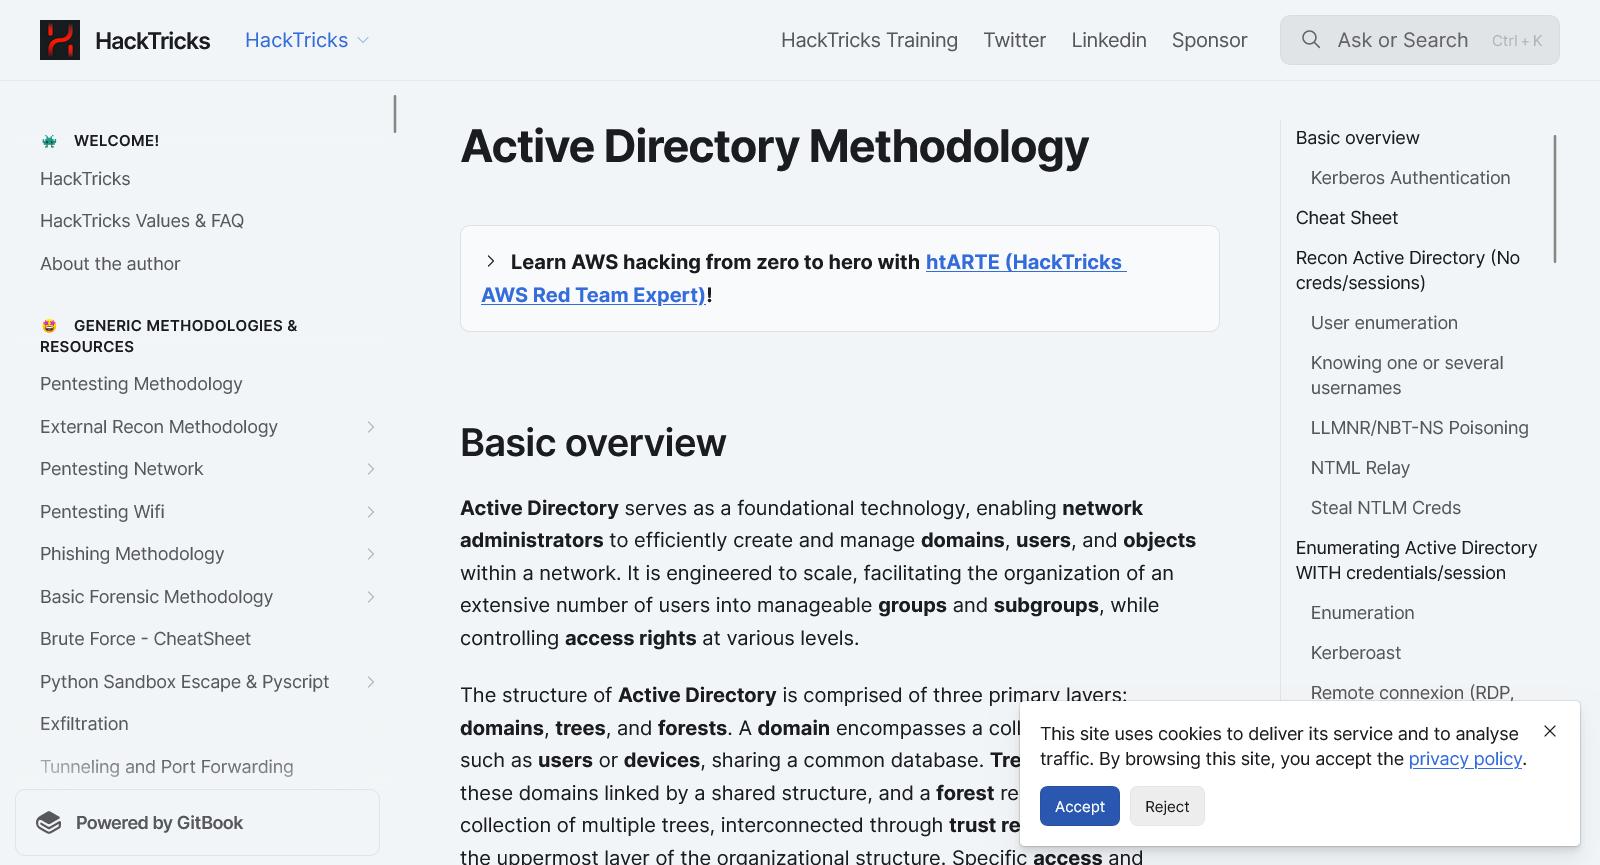 HackTricks
HackTricks
HackTricks Training
Twitter
Linkedin
Sponsor
Ask or Search
Ctrl + K
WELCOME!
HackTricks
HackTricks Values & FAQ
About the author
GENERIC METHODOLOGIES &
RESOURCES
Pentesting Methodology
External Recon Methodology
Pentesting Network
Pentesting Wifi
Phishing Methodology
Basic Forensic Methodology
Brute Force - CheatSheet
Python Sandbox Escape & Pyscript
Exfiltration
Tunneling and Port Forwarding
Powered by GitBook
Active Directory Methodology
Learn AWS hacking from zero to hero with htARTE (HackTricks
AWS Red Team Expert)!
Basic overview
Active Directory serves as a foundational technology, enabling network
administrators to efficiently create and manage domains, users, and objects
within a network. It is engineered to scale, facilitating the organization of an
extensive number of users into manageable groups and subgroups, while
controlling access rights at various levels.
The structure of Active Directory is comprised of three primary layers:
domains, trees, and forests. A domain encompasses a
such as users or devices, sharing a common database.
these domains linked by a shared structure, and a forest
collection of multiple trees, interconnected through trust
the uppermost layer of the organizational structure. Specific access and
Basic overview
Kerberos Authentication
Cheat Sheet
Recon Active Directory (No
creds/sessions)
User enumeration
Knowing one or several
usernames
LLMNR/NBT-NS Poisoning
NTML Relay
Steal NTLM Creds
Enumerating Active Directory
WITH credentials/session
Enumeration
Kerberoast
Remote connexion (RDP,
This site uses cookies to deliver its service and to analyse
traffic. By browsing this site, you accept the privacy policy.
Accept
Reject